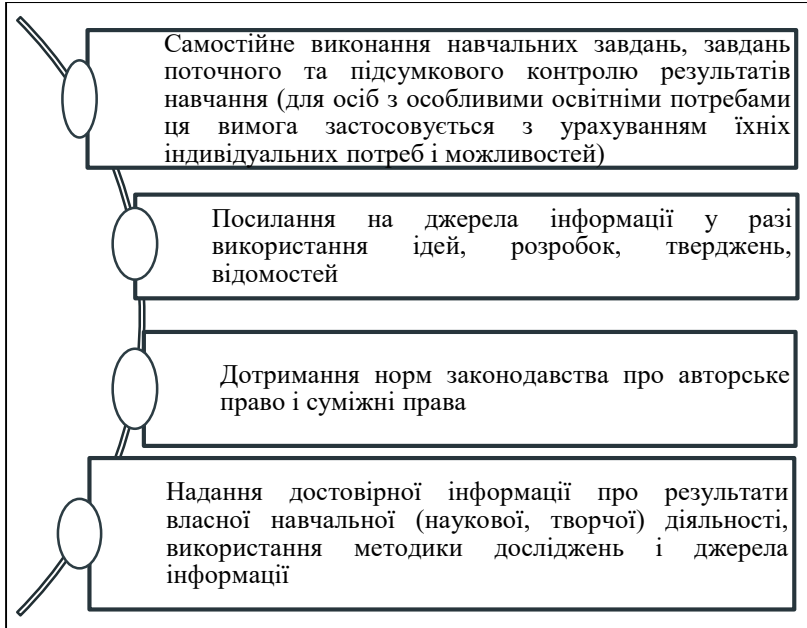 Самостійне виконання навчальних завдань, завдань
поточного та підсумкового контролю результатів
навчання (для осіб з особливими освітніми потребами
ця вимога застосовується з урахуванням їхніх
індивідуальних потреб і можливостей)
Посилання на джерела інформації у разі
використання ідей, розробок, тверджень,
відомостей
Дотримання норм законодавства про авторське
право і суміжні права
Надання достовірної інформації про результати
власної навчальної (наукової, творчої) діяльності,
використання методики досліджень і джерела
інформації